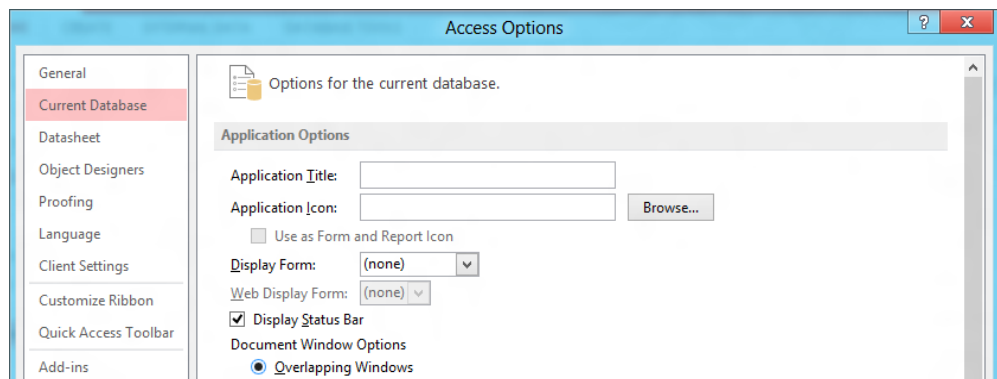 Access Options
?
x
General
Current Database
Datasheet
Object Designers
Proofing
Language
Client Settings
Customize Ribbon
Quick Access Toolbar
Add-ins
Options for the current database.
Application Options
Application Title:
Application Icon:
Browse...
Use as Form and Report Icon
Display Form: (none)
Web Display Form: (none)
Display Status Bar
Document Window Options
Overlapping Windows